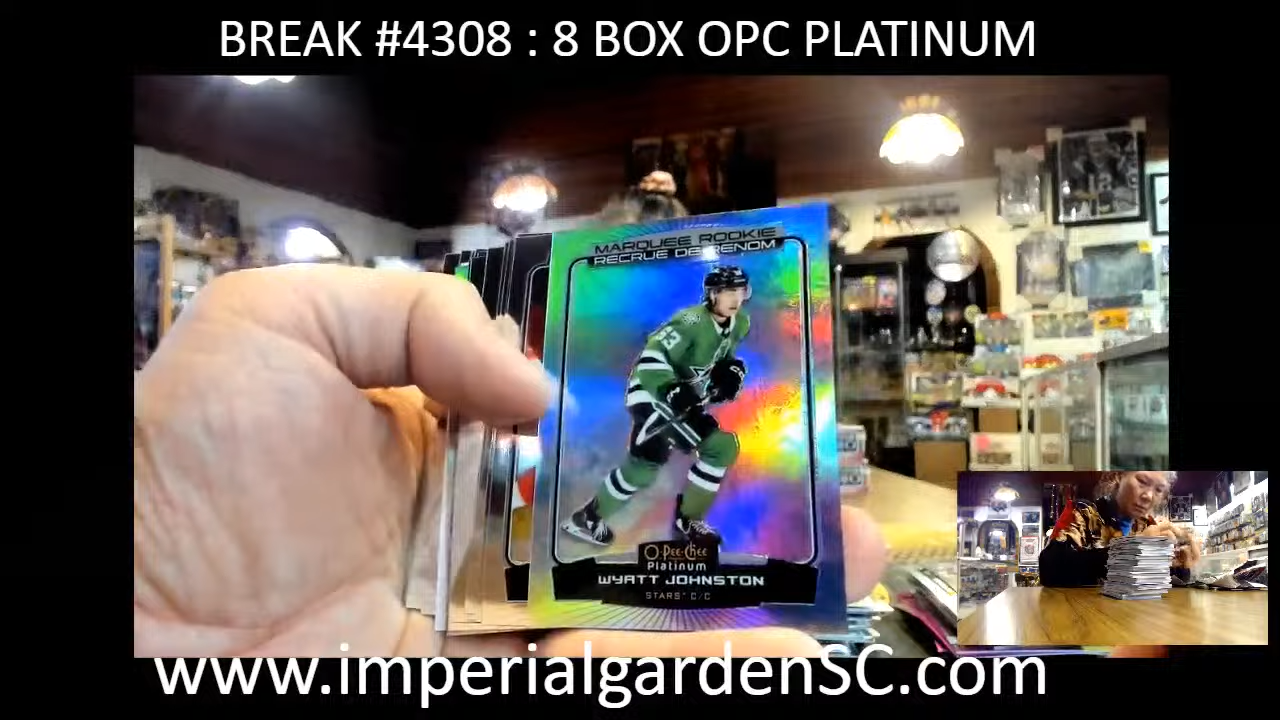 BREAK #4308 : 8 BOX OPC PLATINUM
MARQUEE ROOKIE
RECRUE DE RENOM
53
O-PEE-CHEE
Platinum
WYATT JOHNSTON
STARS C/C
www.imperialgardenSC.com